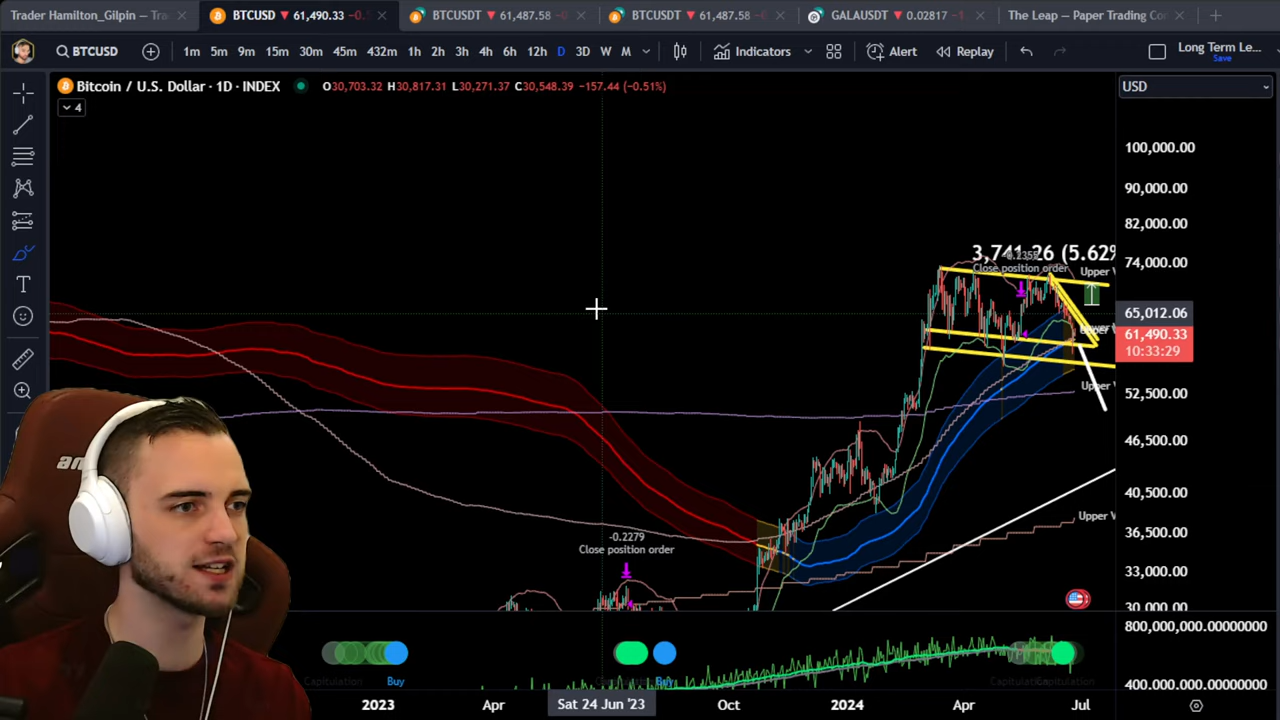 Trader Hamilton_Gilpin — Tra
BTCUSD 61,490.33 −0.
BTCUSDT 61,487.58 −0
BTCUSDT 61,487.58 −0
GALAUSDT 0.02817 −1
The Leap — Paper Trading Co
BTCUSD 1m 5m 9m 15m 30m 45m 432m 1h 2h 3h 4h 6h 12h D 3D W M Indicators Alert Replay Long Term Le...
Save
Bitcoin / U.S. Dollar · 1D · INDEX O30,703.32 H30,817.31 L30,271.37 C30,548.39 −157.44 (−0.51%) USD
4
100,000.00
90,000.00
82,000.00
3,741.26 (5.62%
Close position order
74,000.00
Upper V
65,012.06
61,490.33
10:33:29
Upper V
52,500.00
46,500.00
40,500.00
Upper V
36,500.00
-0.2279
Close position order
33,000.00
30,000.00
800,000,000.00000000
Capitulation Buy
400,000,000.00000000
2023 Apr Sat 24 Jun '23 Oct 2024 Apr Jul